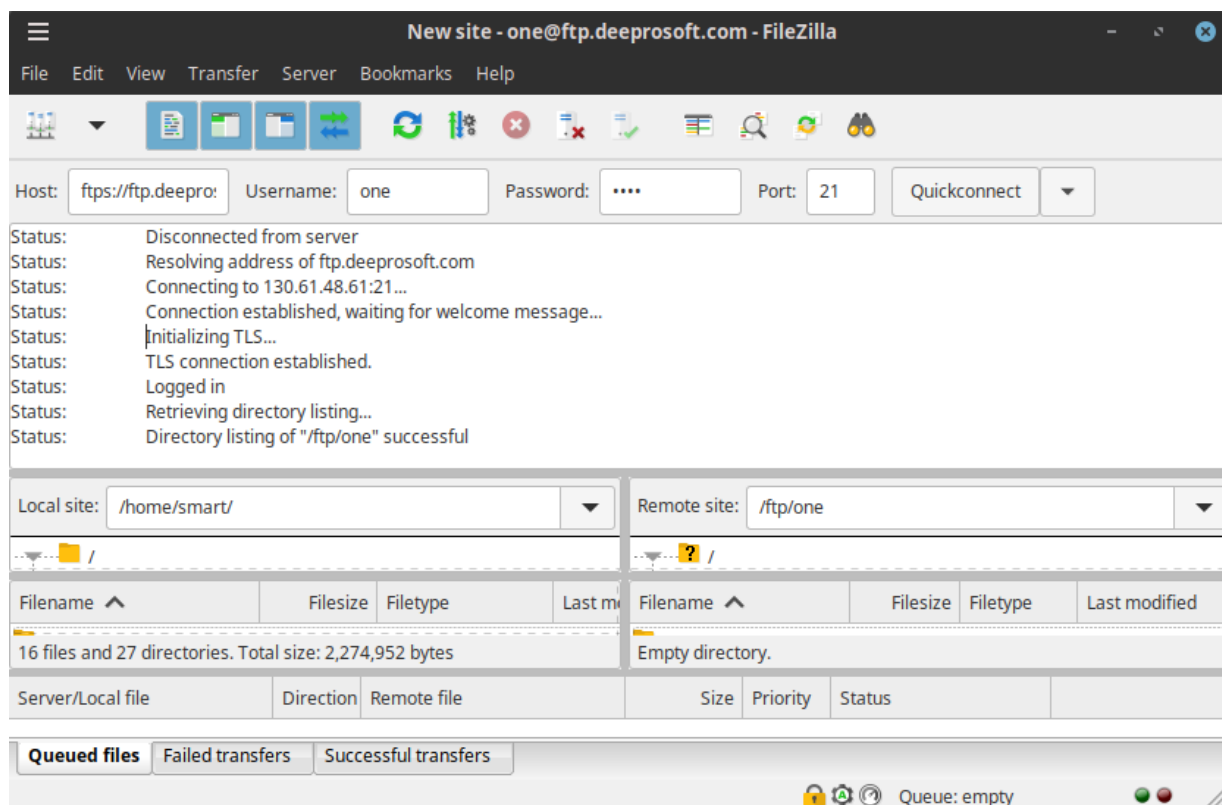 New site - one@ftp.deeprosoft.com - FileZilla
File Edit View Transfer Server Bookmarks Help
Host: ftps://ftp.deepro: Username: one Password: •••• Port: 21 Quickconnect
Status: Disconnected from server
Status: Resolving address of ftp.deeprosoft.com
Status: Connecting to 130.61.48.61:21...
Status: Connection established, waiting for welcome message...
Status: Initializing TLS...
Status: TLS connection established.
Status: Logged in
Status: Retrieving directory listing...
Status: Directory listing of "/ftp/one" successful
Local site: /home/smart/ Remote site: /ftp/one
/ ? /
Filename Filesize Filetype Last m Filename Filesize Filetype Last modified
16 files and 27 directories. Total size: 2,274,952 bytes Empty directory.
Server/Local file Direction Remote file Size Priority Status
Queued files Failed transfers Successful transfers
Queue: empty